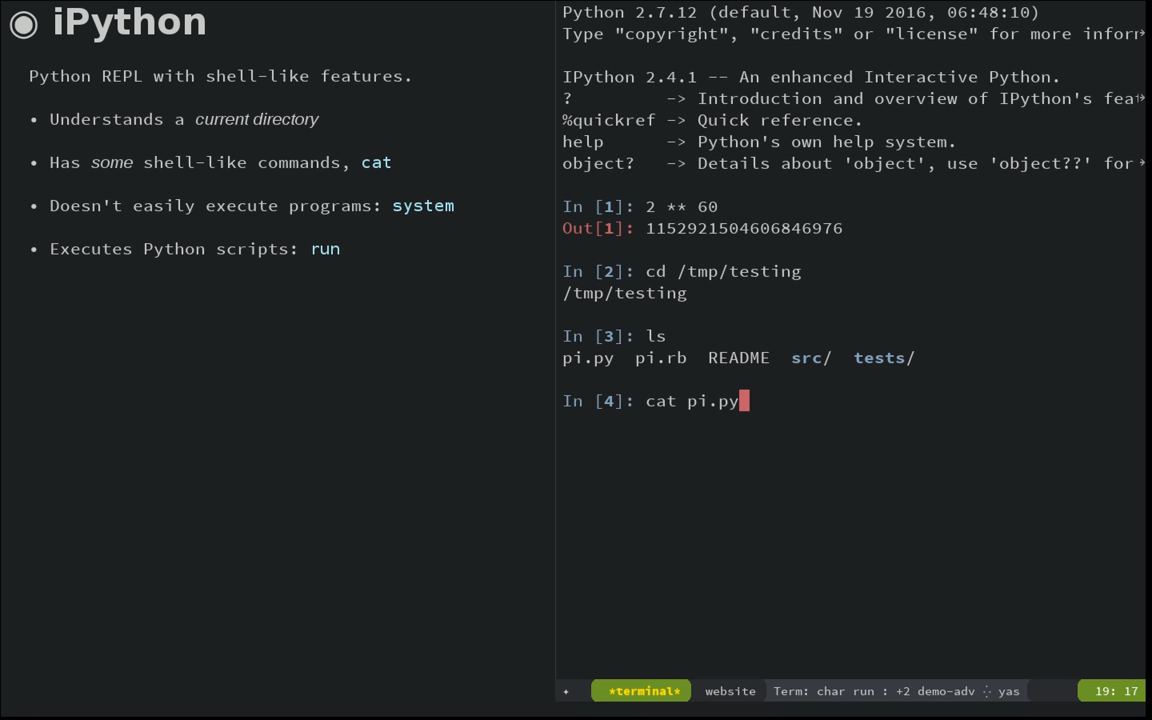 ◉ iPython
Python REPL with shell-like features.
• Understands a current directory
• Has some shell-like commands, cat
• Doesn't easily execute programs: system
• Executes Python scripts: run
Python 2.7.12 (default, Nov 19 2016, 06:48:10)
Type "copyright", "credits" or "license" for more infor
IPython 2.4.1 -- An enhanced Interactive Python.
?         -> Introduction and overview of IPython's fea
%quickref -> Quick reference.
help      -> Python's own help system.
object?   -> Details about 'object', use 'object??' for
In [1]: 2 ** 60
Out[1]: 1152921504606846976
In [2]: cd /tmp/testing
/tmp/testing
In [3]: ls
pi.py  pi.rb  README  src/  tests/
In [4]: cat pi.py
✦ *terminal* website Term: char run : +2 demo-adv yas 19: 17